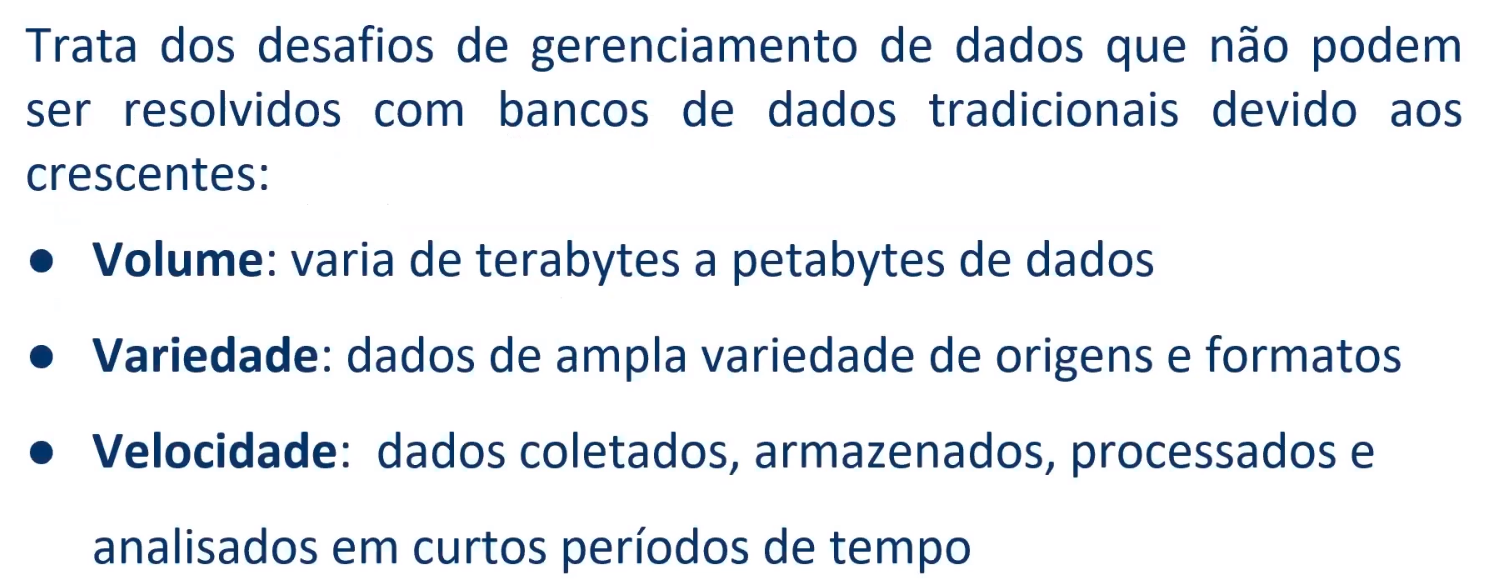 Trata dos desafios de gerenciamento de dados que não podem
ser resolvidos com bancos de dados tradicionais devido aos
crescentes:
● Volume: varia de terabytes a petabytes de dados
● Variedade: dados de ampla variedade de origens e formatos
● Velocidade: dados coletados, armazenados, processados e
analisados em curtos períodos de tempo